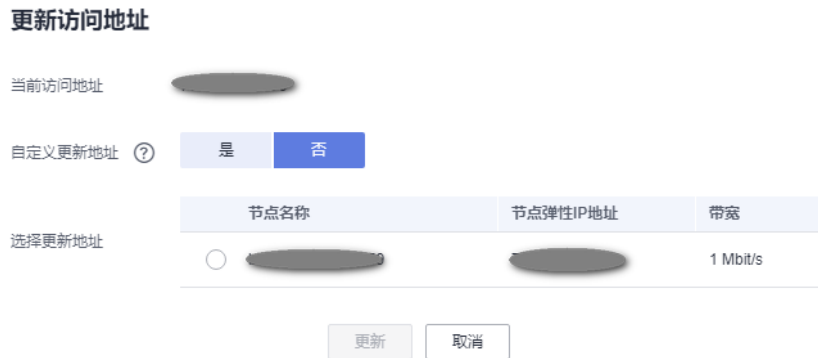 更新访问地址
当前访问地址
自定义更新地址 ? 是 否
节点名称 节点弹性IP地址 带宽
选择更新地址
1 Mbit/s
更新 取消